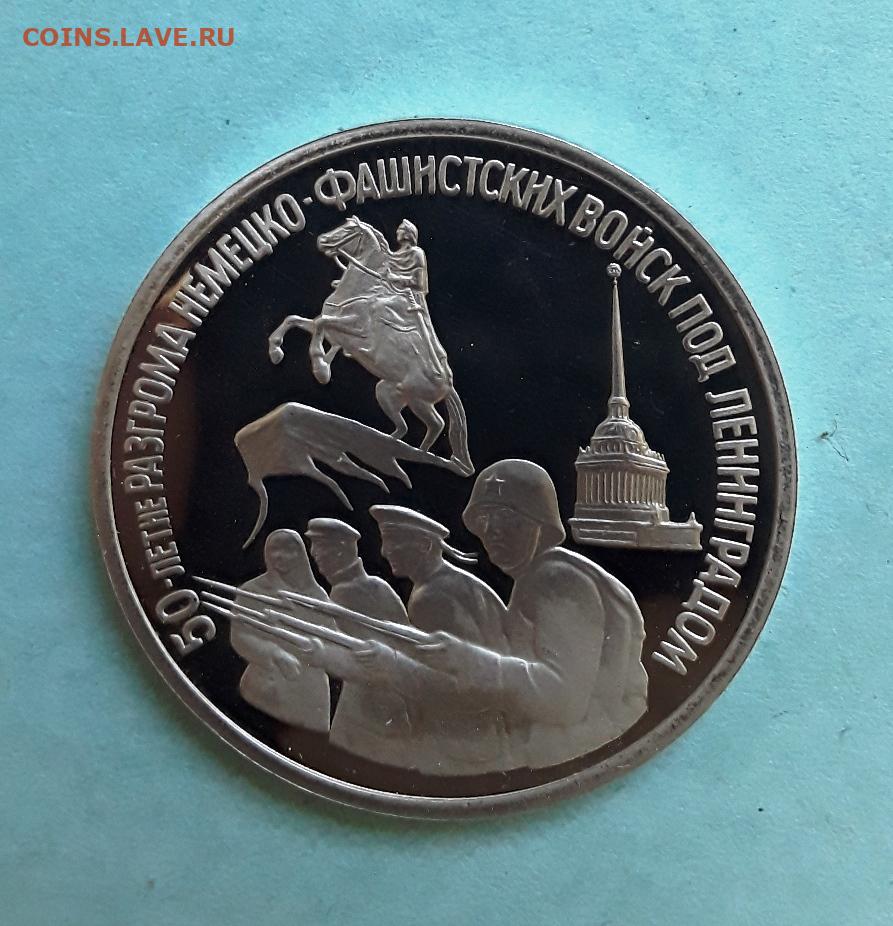 COINS.LAVE.RU
50-ЛЕТИЕ РАЗГРОМА НЕМЕЦКО-ФАШИСТСКИХ ВОЙСК ПОД ЛЕНИНГРАДОМ